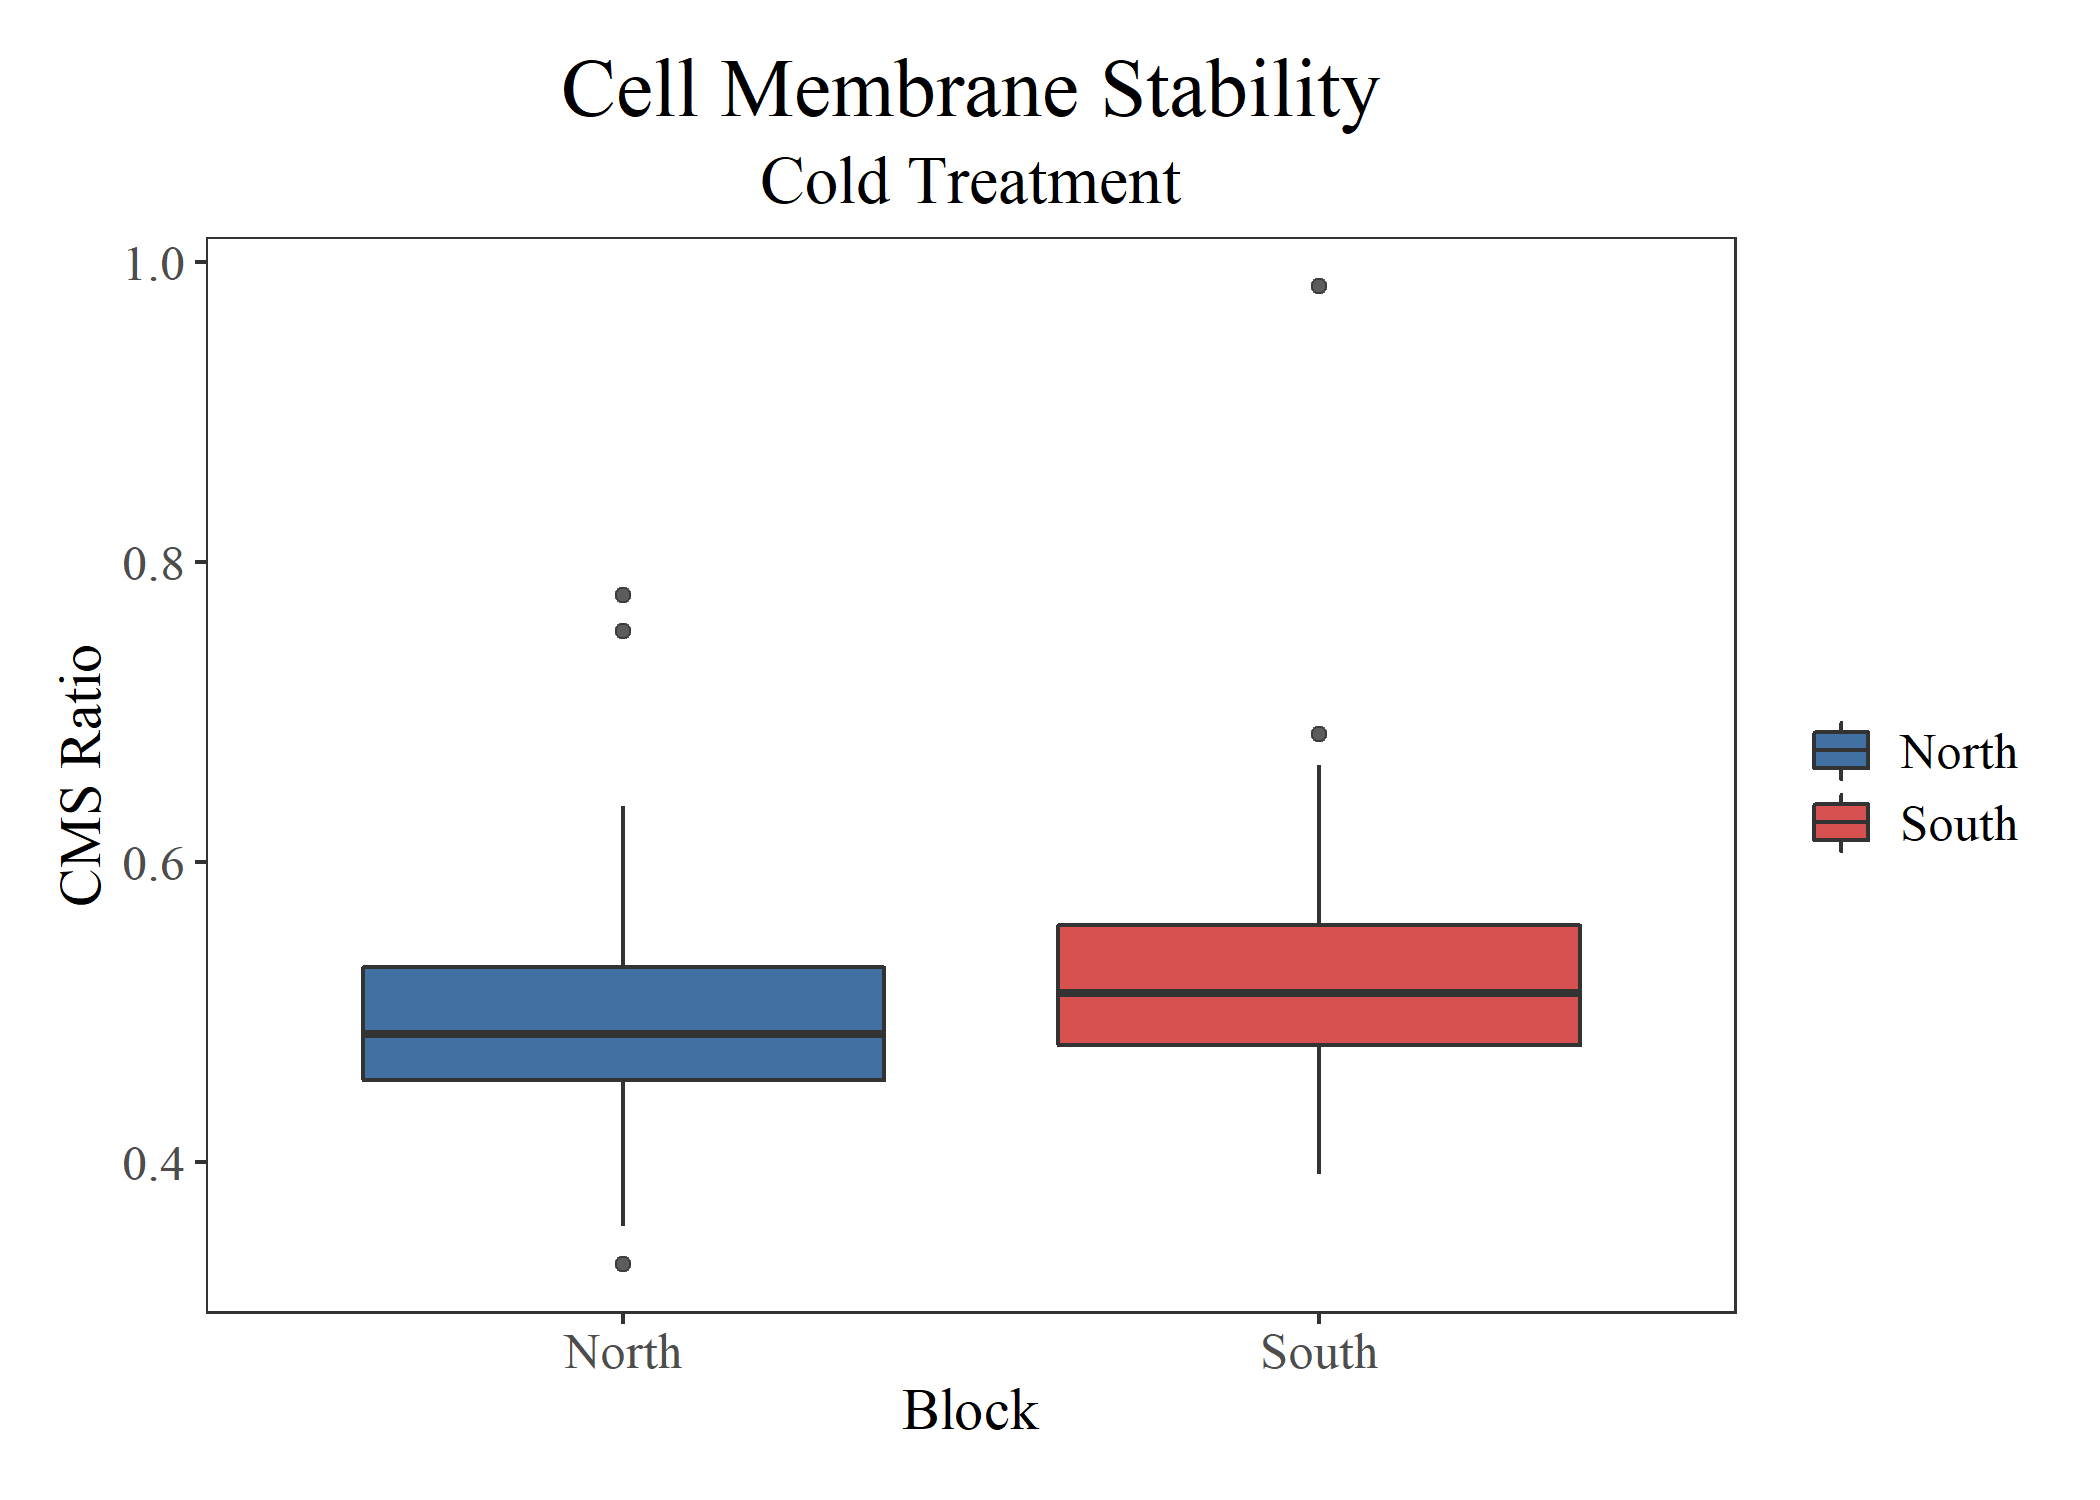 Cell Membrane Stability
Cold Treatment
CMS Ratio
1.0
0.8
0.6
0.4
North
South
Block
North
South